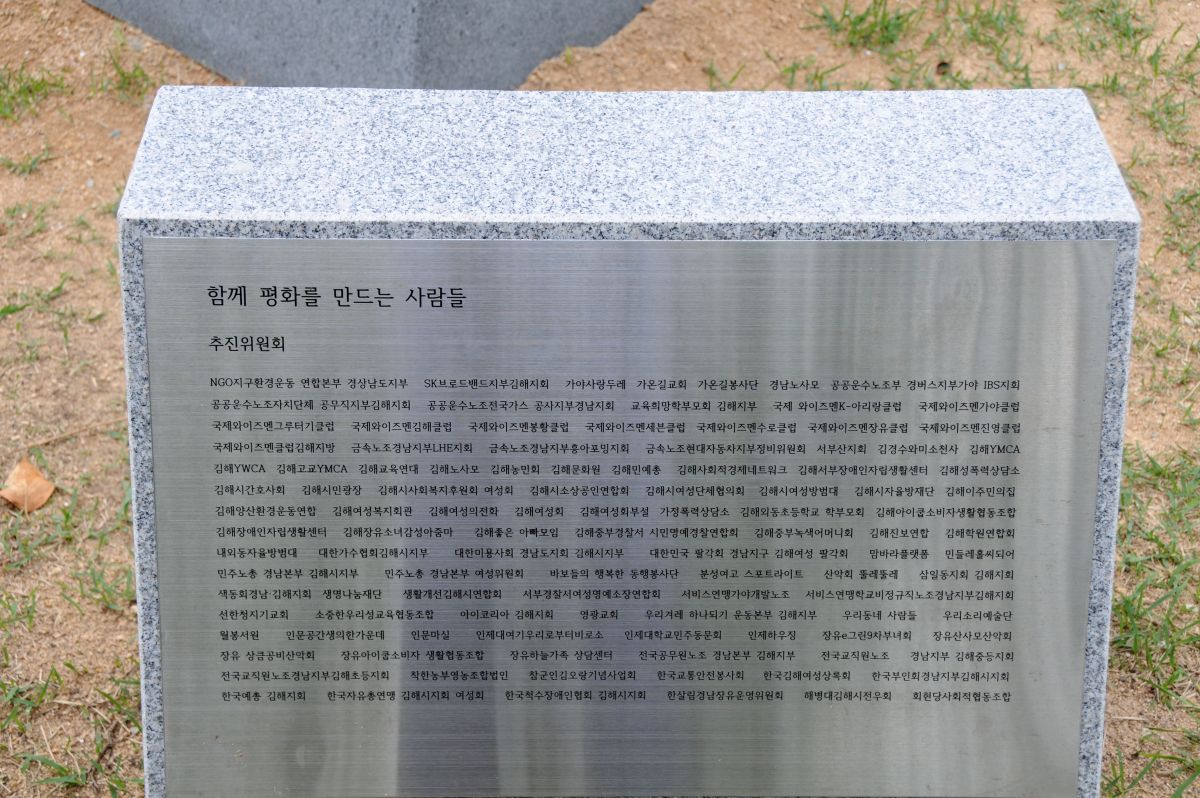 함께 평화를 만드는 사람들
추진위원회
NGO지구환경운동 연합본부 경상남도지부 SK브로드밴드지부김해지회 가야사랑두레 가온길교회 가온길봉사단 경남노사모 공공운수노조부 경버스지부가야 IBS지회
공공운수노조자치단체 공무직지부김해지회 공공운수노조전국가스 공사지부경남지회 교육희망학부모회 김해지부 국제 와이즈멘K-아리랑클럽 국제와이즈멘가야클럽
국제와이즈멘그루터기클럽 국제와이즈멘김해클럽 국제와이즈멘봉황클럽 국제와이즈멘세븐클럽 국제와이즈멘수로클럽 국제와이즈멘장유클럽 국제와이즈멘진영클럽
국제와이즈멘클럽김해지방 금속노조경남지부LHE지회 금속노조경남지부흥아포밍지회 금속노조현대자동차지부정비위원회 서부산지회 김경수와미소천사 김해YMCA
김해YWCA 김해고교YMCA 김해교육연대 김해노사모 김해농민회 김해문화원 김해민예총 김해사회적경제네트워크 김해서부장애인자립생활센터 김해성폭력상담소
김해시간호사회 김해시민광장 김해시사회복지후원회 여성회 김해시소상공인연합회 김해시여성단체협의회 김해시여성방범대 김해시자율방재단 김해이주민의집
김해양산환경운동연합 김해여성복지회관 김해여성의전화 김해여성회 김해여성회부설 가정폭력상담소 김해외동초등학교 학부모회 김해아이쿱소비자생활협동조합
김해장애인자립생활센터 김해장유소녀감성아줌마 김해좋은 아빠모임 김해중부경찰서 시민명예경찰연합회 김해중부녹색어머니회 김해진보연합 김해학원연합회
내외동자율방범대 대한가수협회김해시지부 대한미용사회 경남도지회 김해시지부 대한민국 팔각회 경남지구 김해여성 팔각회 맘바라플랫폼 민들레홀씨되어
민주노총 경남본부 김해시지부 민주노총 경남본부 여성위원회 바보들의 행복한 동행봉사단 분성여고 스포트라이트 산악회 뚤레뚤레 삼일동지회 김해지회
색동회경남·김해지회 생명나눔재단 생활개선김해시연합회 서부경찰서여성명예소장연합회 서비스연맹가야개발노조 서비스연맹학교비정규직노조경남지부김해지회
선한청지기교회 소중한우리성교육협동조합 아이코리아 김해지회 영광교회 우리겨레 하나되기 운동본부 김해지부 우리동네 사람들 우리소리예술단
월봉서원 인문공간생의한가운데 인문마실 인제대여기우리로부터비로소 인제대학교민주동문회 인제하우징 장유e그린9차부녀회 장유산사모산악회
장유 상큼공비산악회 장유아이쿱소비자 생활협동조합 장유하늘가족 상담센터 전국공무원노조 경남본부 김해지부 전국교직원노조 경남지부 김해중등지회
전국교직원노조경남지부김해초등지회 착한농부영농조합법인 참군인김오랑기념사업회 한국교통안전봉사회 한국김해여성상록회 한국부인회경남지부김해시지회
한국예총 김해지회 한국자유총연맹 김해시지회 여성회 한국척수장애인협회 김해시지회 한살림경남장유운영위원회 해병대김해시전우회 회현당사회적협동조합